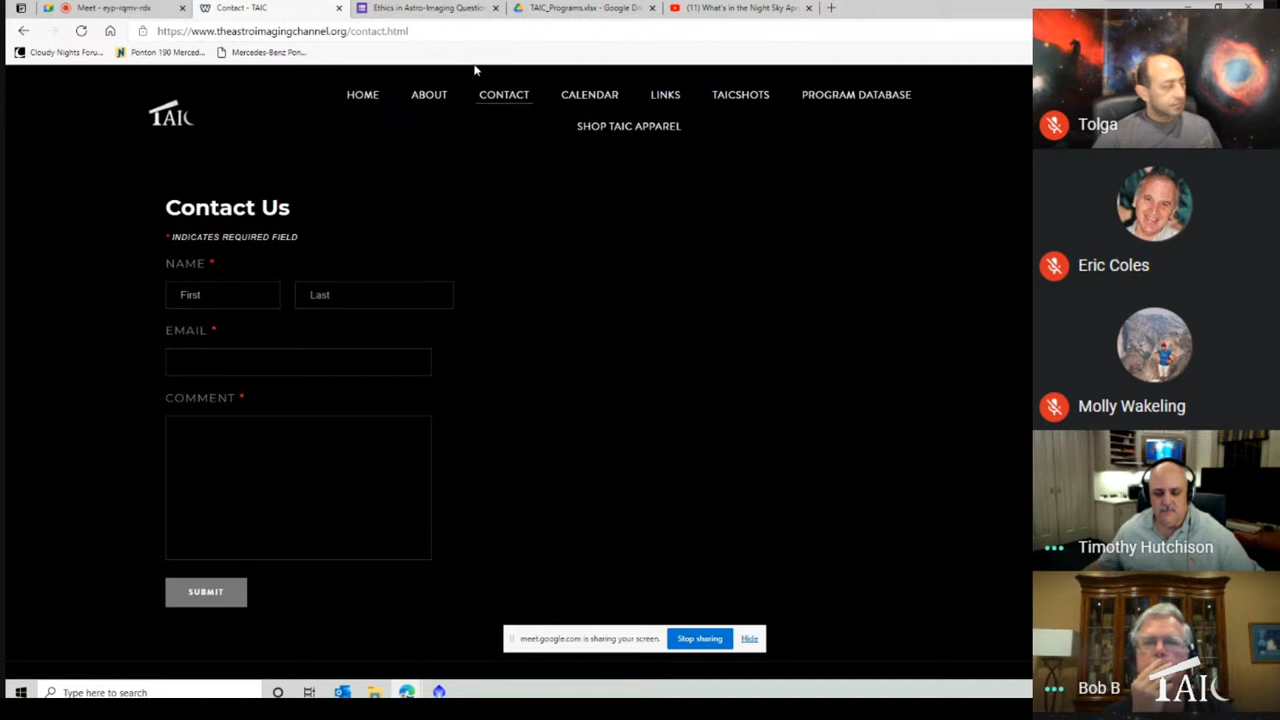 Meet - eyp-rqmv-rdx
Contact - TAIC
Ethics in Astro-Imaging Question
TAIC_Programs.xlsx - Google Dri
(11) What's in the Night Sky Apr
https://www.theastroimagingchannel.org/contact.html
Cloudy Nights Foru...
Ponton 190 Merced...
Mercedes-Benz Pon...
TAIC
HOME
ABOUT
CONTACT
CALENDAR
LINKS
TAICSHOTS
PROGRAM DATABASE
SHOP TAIC APPAREL
Contact Us
* INDICATES REQUIRED FIELD
NAME *
First
Last
EMAIL *
COMMENT *
SUBMIT
meet.google.com is sharing your screen.
Stop sharing
Hide
Type here to search
Tolga
Eric Coles
Molly Wakeling
Timothy Hutchison
Bob B
TAIC